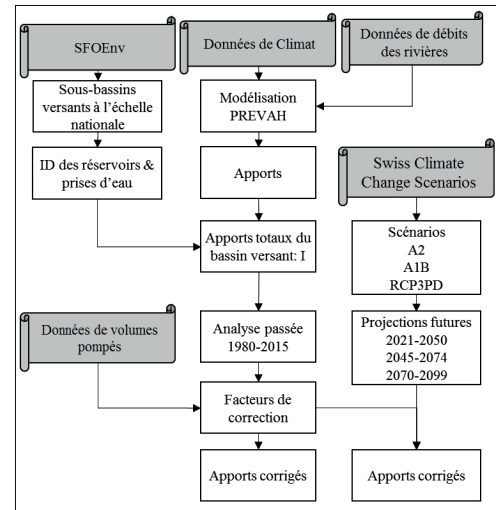 SFOEnv
Données de Climat
Données de débits
des rivières
Sous-bassins
versants à l'échelle
nationale
Modélisation
PREVAH
ID des réservoirs &
prises d'eau
Apports
Swiss Climate
Change Scenarios
Apports totaux du
bassin versant: I
Scénarios
A2
A1B
RCP3PD
Données de volumes
pompés
Analyse passée
1980-2015
Projections futures
2021-2050
2045-2074
2070-2099
Facteurs de
correction
Apports corrigés
Apports corrigés